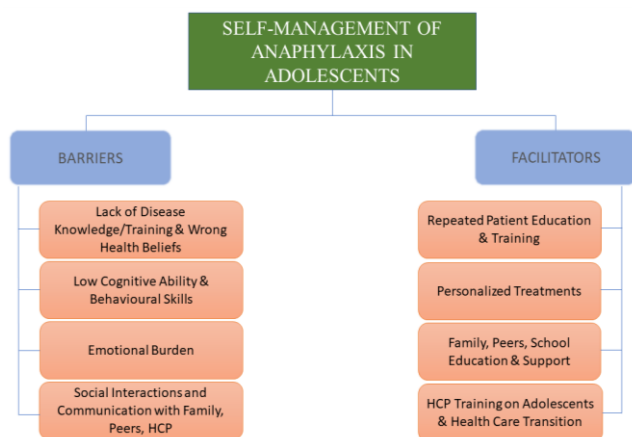 SELF-MANAGEMENT OF
ANAPHYLAXIS IN
ADOLESCENTS
BARRIERS
Lack of Disease
Knowledge/Training & Wrong
Health Beliefs
Low Cognitive Ability &
Behavioural Skills
Emotional Burden
Social Interactions and
Communication with Family,
Peers, HCP
FACILITATORS
Repeated Patient Education
& Training
Personalized Treatments
Family, Peers, School
Education & Support
HCP Training on Adolescents
& Health Care Transition